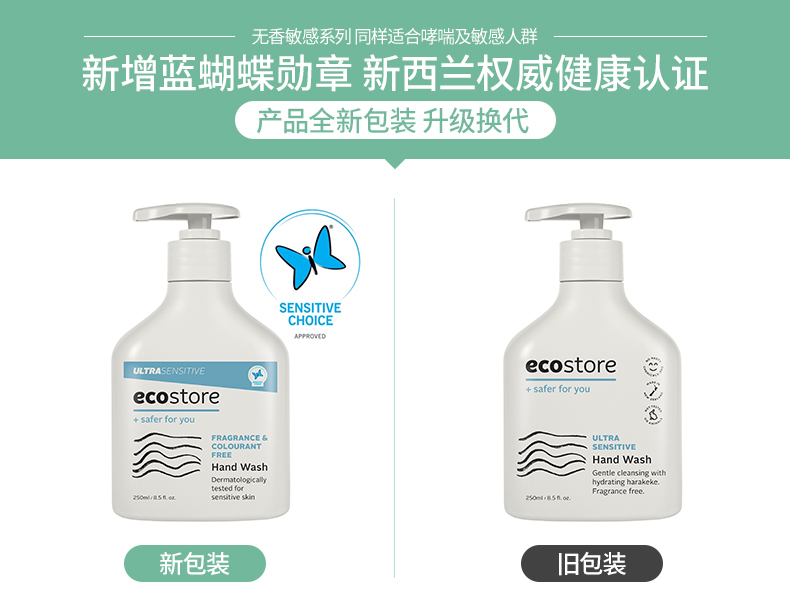 无香敏感系列 同样适合哮喘及敏感人群
新增蓝蝴蝶勋章 新西兰权威健康认证
产品全新包装 升级换代
SENSITIVE
CHOICE
APPROVED
®
ULTRASENSITIVE
ecostore
+ safer for you
FRAGRANCE &
COLOURANT
FREE
Hand Wash
Dermatologically
tested for
sensitive skin
250ml / 8.5 fl. oz.
新包装
ecostore
+ safer for you
ULTRA
SENSITIVE
Hand Wash
Gentle cleansing with
hydrating harakeke.
Fragrance free.
250ml / 8.5 fl. oz.
旧包装